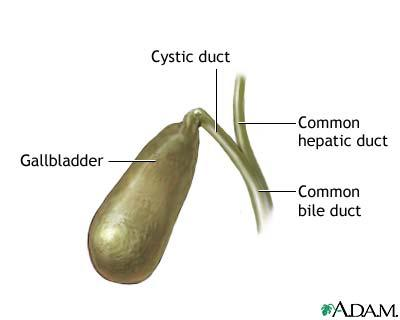 Cystic duct
Common
hepatic duct
Gallbladder
Common
bile duct
A.D.A.M.